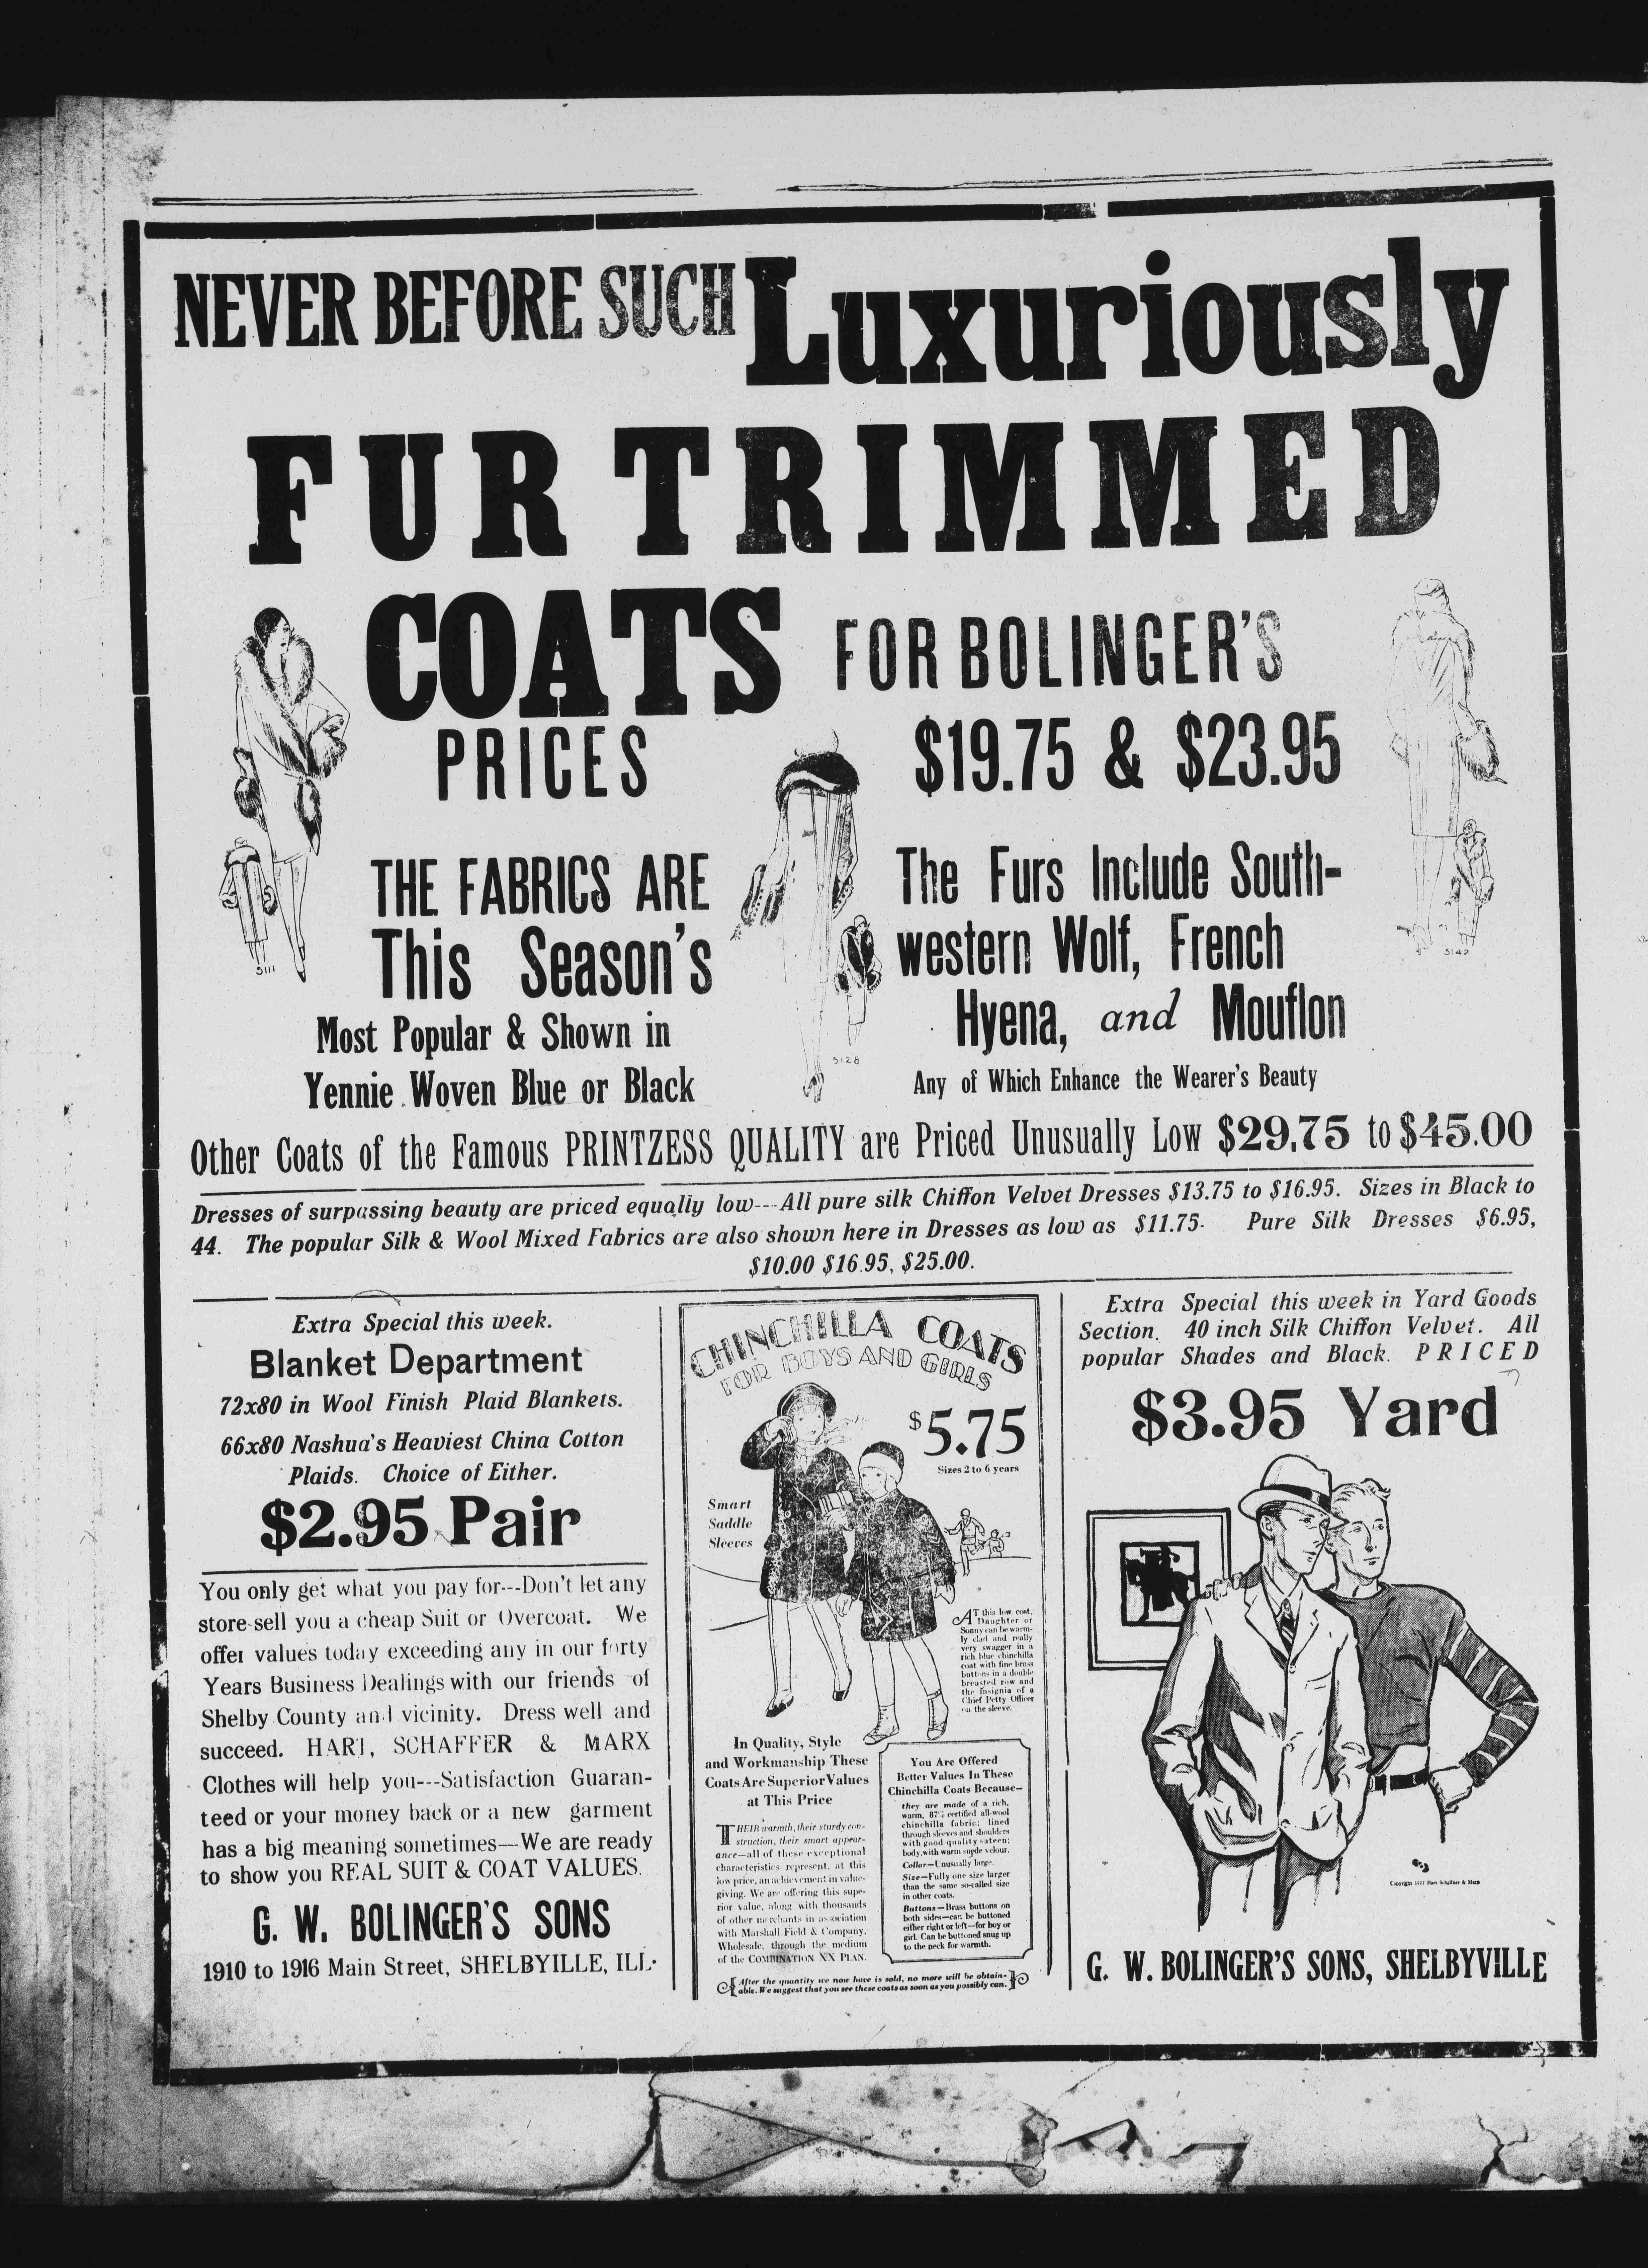 NEVER BEFORE SUCH Luxuriously
FUR TRIMMED
COATS FOR BOLINGER'S
PRICES $19.75 & $23.95
THE FABRICS ARE
This Season's
Most Popular & Shown in
Yennie Woven Blue or Black
The Furs Include South-
western Wolf, French
Hyena, and Mouflon
Any of Which Enhance the Wearer's Beauty
5111
5128
5142
Other Coats of the Famous PRINTZESS QUALITY are Priced Unusually Low $29.75 to $45.00
Dresses of surpassing beauty are priced equally low---All pure silk Chiffon Velvet Dresses $13.75 to $16.95. Sizes in Black to
44. The popular Silk & Wool Mixed Fabrics are also shown here in Dresses as low as $11.75. Pure Silk Dresses $6.95,
$10.00 $16.95, $25.00.
Extra Special this week.
Blanket Department
72x80 in Wool Finish Plaid Blankets.
66x80 Nashua's Heaviest China Cotton
Plaids. Choice of Either.
$2.95 Pair
You only get what you pay for---Don't let any
store sell you a cheap Suit or Overcoat. We
offer values today exceeding any in our forty
Years Business Dealings with our friends of
Shelby County and vicinity. Dress well and
succeed. HART, SCHAFFER & MARX
Clothes will help you---Satisfaction Guaran-
teed or your money back or a new garment
has a big meaning sometimes—We are ready
to show you REAL SUIT & COAT VALUES.
G. W. BOLINGER'S SONS
1910 to 1916 Main Street, SHELBYILLE, ILL.
CHINCHILLA COATS
FOR BOYS AND GIRLS
$5.75
Sizes 2 to 6 years
Smart
Saddle
Sleeves
AT this low cost,
Daughter or
Sonny can be warm-
ly clad and really
very swagger in a
rich blue chinchilla
coat with fine brass
buttons in a double
breasted row and
the Insignia of a
Chief Petty Officer
on the sleeve.
In Quality, Style
and Workmanship These
Coats Are Superior Values
at This Price
THEIR warmth, their sturdy con-
struction, their smart appear-
ance—all of these exceptional
characteristics represent, at this
low price, an achievement in value-
giving. We are offering this supe-
rior value, along with thousands
of other merchants in association
with Marshall Field & Company,
Wholesale, through the medium
of the COMBINATION XX PLAN.
You Are Offered
Better Values In These
Chinchilla Coats Because—
they are made of a rich,
warm, 87% certified all-wool
chinchilla fabric; lined
through sleeves and shoulders
with good quality sateen;
body, with warm suede velour.
Collar—Unusually large.
Size—Fully one size larger
than the same so-called size
in other coats.
Buttons—Brass buttons on
both sides—can be buttoned
either right or left—for boy or
girl. Can be buttoned snug up
to the neck for warmth.
After the quantity we now have is sold, no more will be obtain-
able. We suggest that you see these coats as soon as you possibly can.
Extra Special this week in Yard Goods
Section. 40 inch Silk Chiffon Velvet. All
popular Shades and Black. PRICED
$3.95 Yard
Copyright 1927 Hart Schaffner & Marx
G. W. BOLINGER'S SONS, SHELBYVILLE